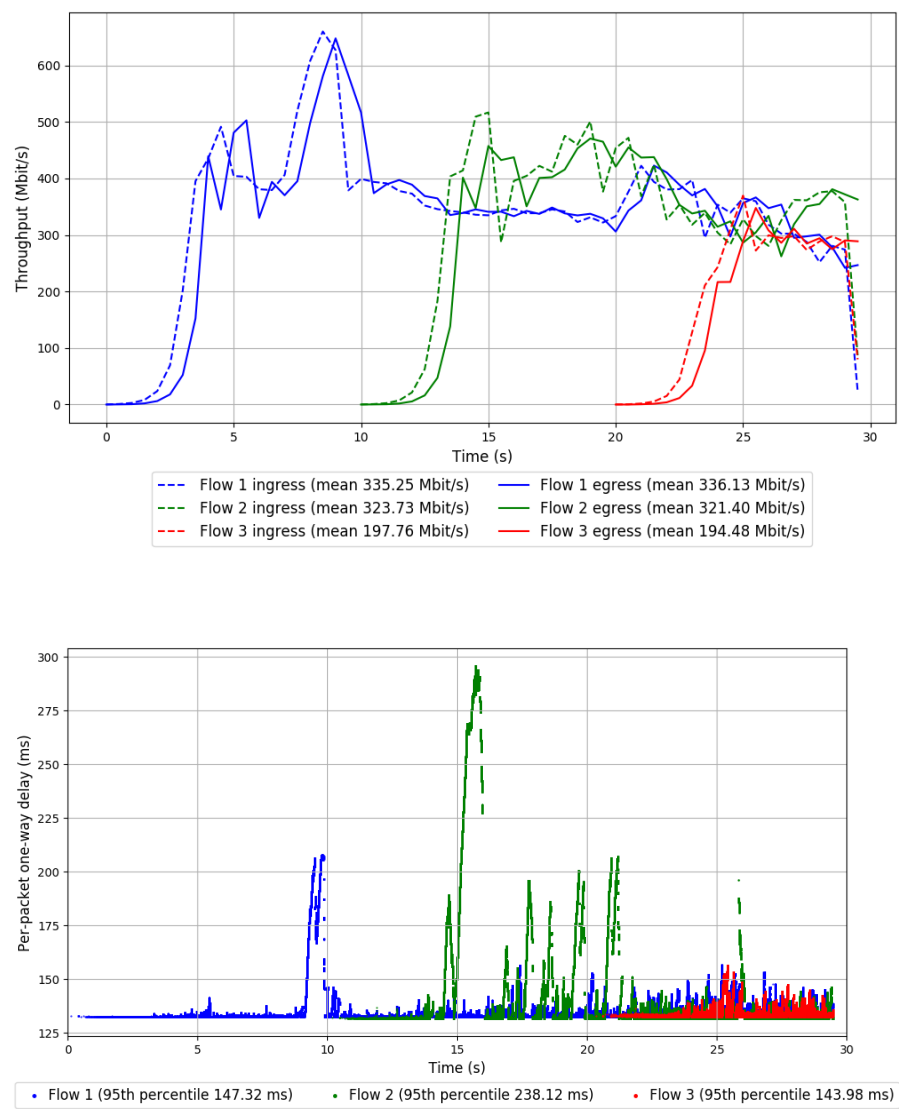 Throughput (Mbit/s)
600
500
400
300
200
100
0
0 5 10 15 20 25 30
Time (s)
Flow 1 ingress (mean 335.25 Mbit/s) Flow 1 egress (mean 336.13 Mbit/s)
Flow 2 ingress (mean 323.73 Mbit/s) Flow 2 egress (mean 321.40 Mbit/s)
Flow 3 ingress (mean 197.76 Mbit/s) Flow 3 egress (mean 194.48 Mbit/s)
Per-packet one-way delay (ms)
300
275
250
225
200
175
150
125
0 5 10 15 20 25 30
Time (s)
Flow 1 (95th percentile 147.32 ms) Flow 2 (95th percentile 238.12 ms) Flow 3 (95th percentile 143.98 ms)